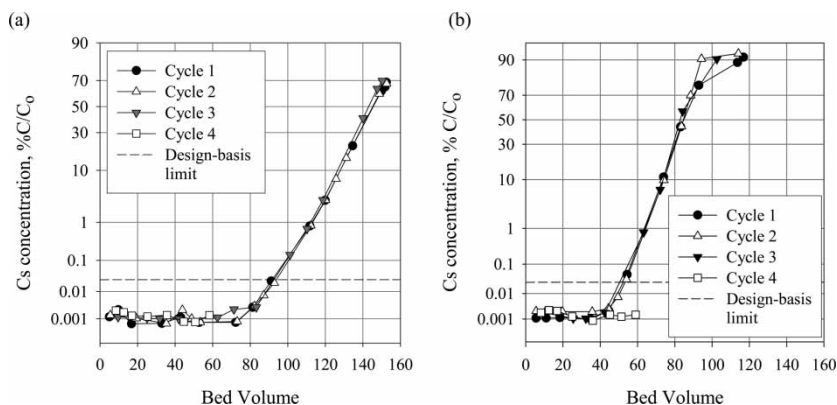 (a)
90
70
50
30
10
1
0.1
0.01
0.001
Cs concentration, %C/Co
Cycle 1
Cycle 2
Cycle 3
Cycle 4
Design-basis
limit
0 20 40 60 80 100 120 140 160
Bed Volume
(b)
90
70
50
30
10
1
0.1
0.01
0.001
Cs concentration, % C/Co
Cycle 1
Cycle 2
Cycle 3
Cycle 4
Design-basis
limit
0 20 40 60 80 100 120 140 160
Bed Volume